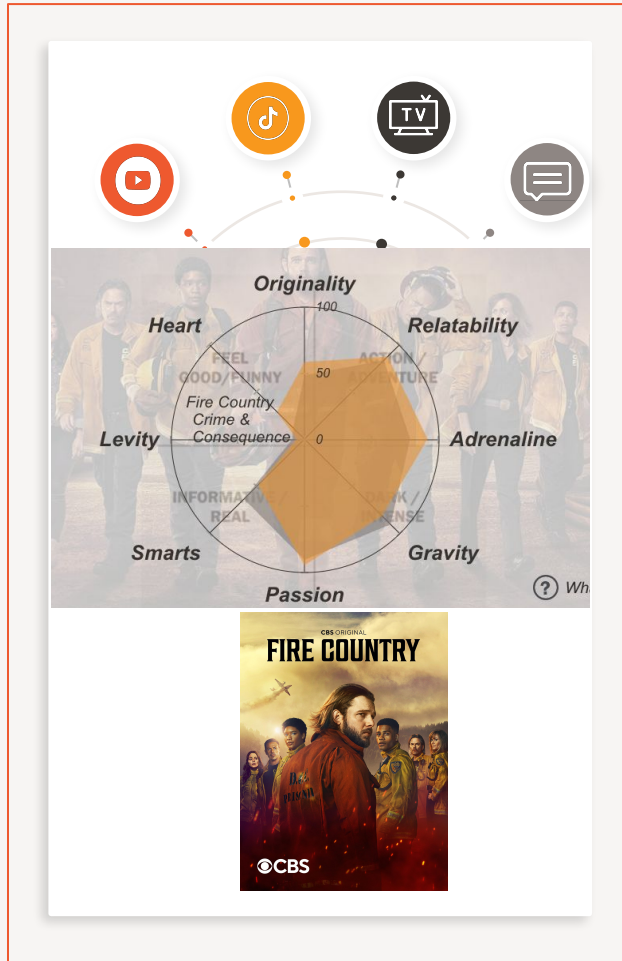 TV
Originality
100
Heart
Relatability
FEEL
GOOD/FUNNY
ACTION /
ADVENTURE
50
Fire Country
Crime &
Consequence
Levity
0
Adrenaline
INFORMATIVE /
REAL
DARK /
INTENSE
Smarts
Gravity
Passion
?
CBS ORIGINAL
FIRE COUNTRY
CBS